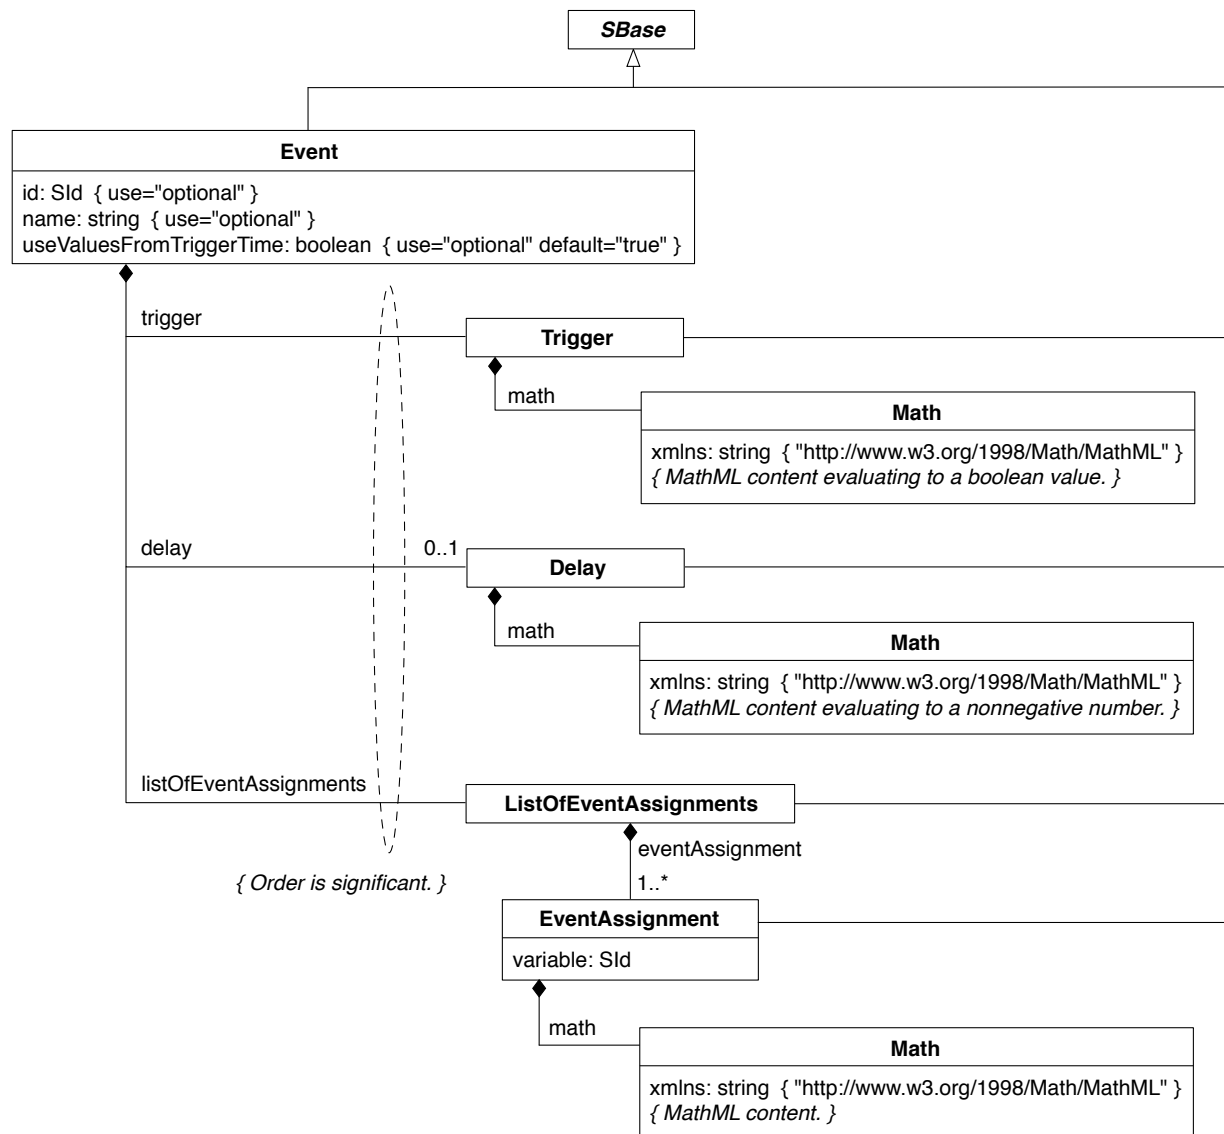 SBase
Event
id: SId { use="optional" }
name: string { use="optional" }
useValuesFromTriggerTime: boolean { use="optional" default="true" }
trigger
Trigger
math
Math
xmlns: string { "http://www.w3.org/1998/Math/MathML" }
{ MathML content evaluating to a boolean value. }
delay
0..1
Delay
math
Math
xmlns: string { "http://www.w3.org/1998/Math/MathML" }
{ MathML content evaluating to a nonnegative number. }
listOfEventAssignments
ListOfEventAssignments
eventAssignment
{ Order is significant. }
1..*
EventAssignment
variable: SId
math
Math
xmlns: string { "http://www.w3.org/1998/Math/MathML" }
{ MathML content. }